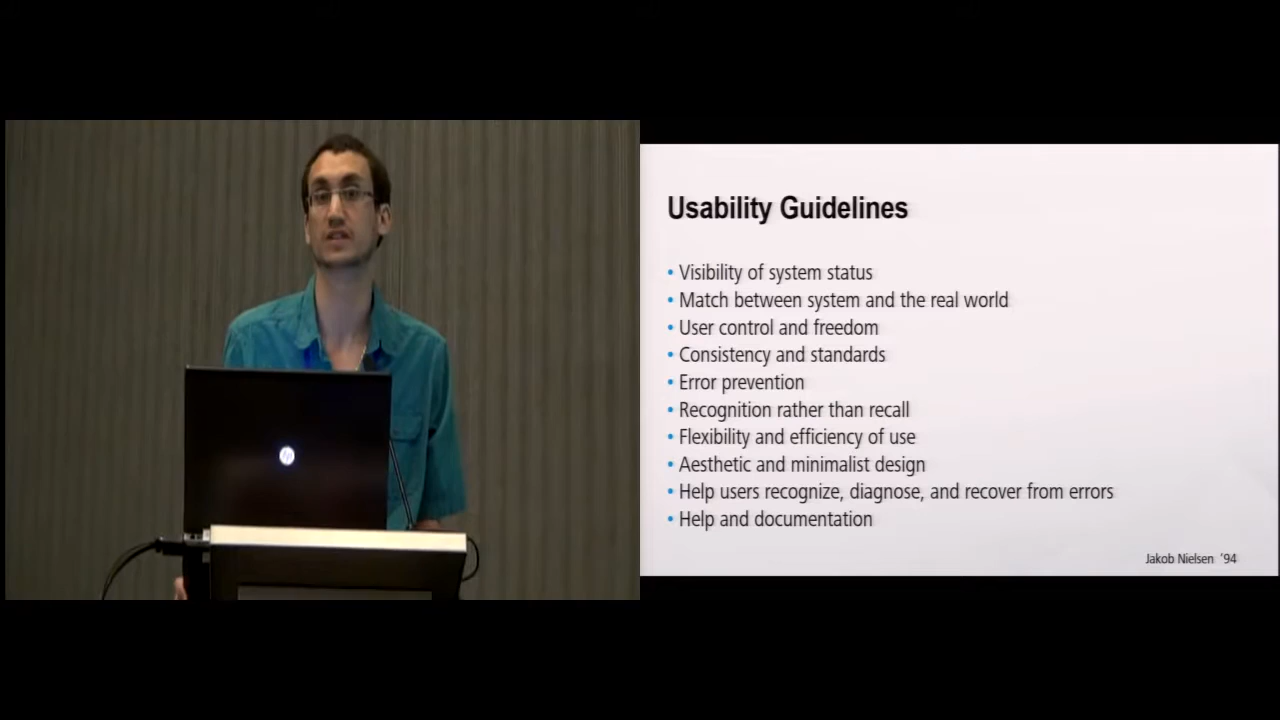 Usability Guidelines
• Visibility of system status
• Match between system and the real world
• User control and freedom
• Consistency and standards
• Error prevention
• Recognition rather than recall
• Flexibility and efficiency of use
• Aesthetic and minimalist design
• Help users recognize, diagnose, and recover from errors
• Help and documentation
Jakob Nielsen '94
hp